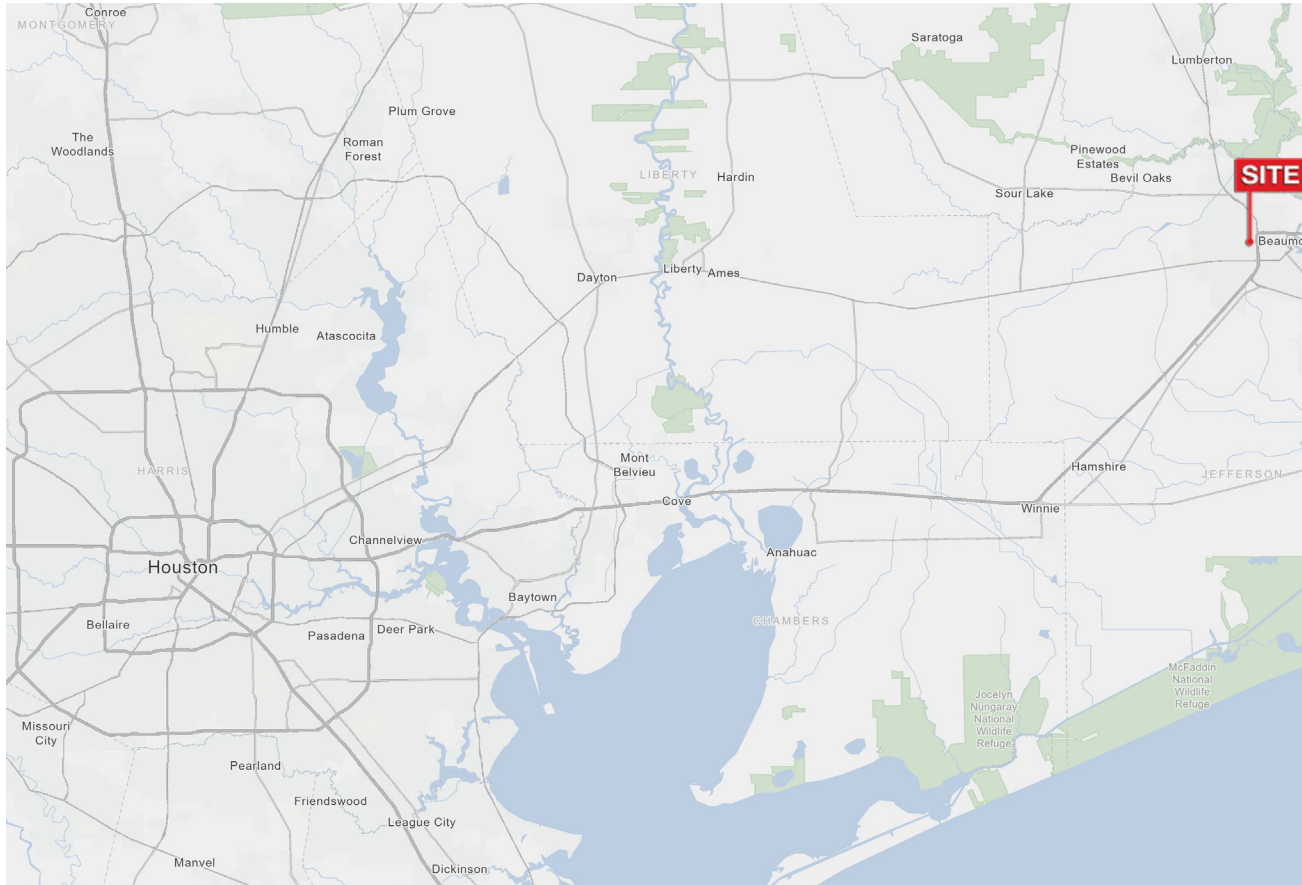 Conroe
MONTGOMERY
Saratoga
Lumberton
Plum Grove
The
Woodlands
Roman
Forest
Pinewood
Estates
Bevil Oaks
SITE
LIBERTY
Hardin
Sour Lake
Beaumo
Dayton
Liberty
Ames
Humble
Atascocita
Mont
Belvieu
HARRIS
Hamshire
JEFFERSON
Cove
Winnie
Channelview
Anahuac
Houston
Baytown
Bellaire
Pasadena
Deer Park
CHAMBERS
McFaddin
National
Wildlife
Refuge
Jocelyn
Nungaray
National
Wildlife
Refuge
Missouri
City
Pearland
Friendswood
League City
Manvel
Dickinson